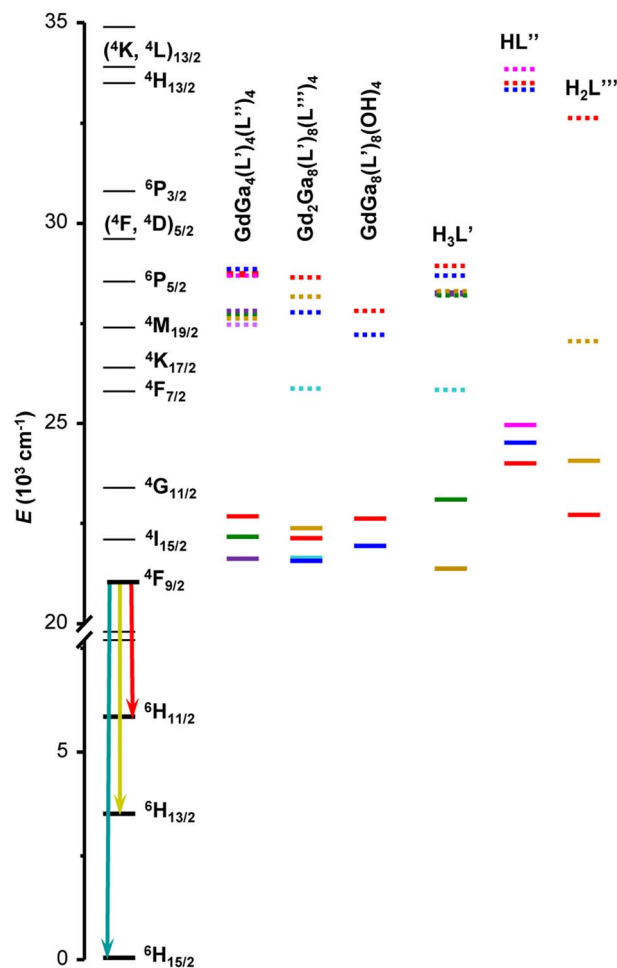 35
(⁴K, ⁴L)₁₃/₂
⁴H₁₃/₂
⁶P₃/₂
30
(⁴F, ⁴D)₅/₂
⁶P₅/₂
⁴M₁₉/₂
⁴K₁₇/₂
⁴F₇/₂
25
⁴G₁₁/₂
⁴I₁₅/₂
⁴F₉/₂
20
⁶H₁₁/₂
5
⁶H₁₃/₂
0
⁶H₁₅/₂
E (10³ cm⁻¹)
GdGa₄(L')₄(L'')₄
Gd₂Ga₈(L')₈(L''')₄
GdGa₈(L')₈(OH)₄
H₃L'
HL''
H₂L'''